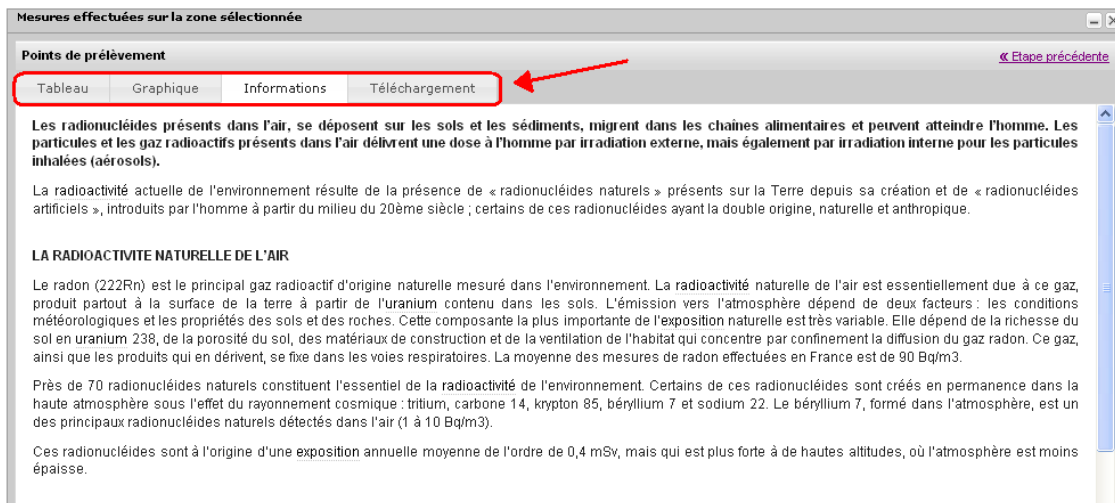 Mesures effectuées sur la zone sélectionnée
Points de prélèvement
« Etape précédente
Tableau Graphique Informations Téléchargement
Les radionucléides présents dans l'air, se déposent sur les sols et les sédiments, migrent dans les chaînes alimentaires et peuvent atteindre l'homme. Les
particules et les gaz radioactifs présents dans l'air délivrent une dose à l'homme par irradiation externe, mais également par irradiation interne pour les particules
inhalées (aérosols).
La radioactivité actuelle de l'environnement résulte de la présence de « radionucléides naturels » présents sur la Terre depuis sa création et de « radionucléides
artificiels », introduits par l'homme à partir du milieu du 20ème siècle ; certains de ces radionucléides ayant la double origine, naturelle et anthropique.
LA RADIOACTIVITE NATURELLE DE L'AIR
Le radon (222Rn) est le principal gaz radioactif d'origine naturelle mesuré dans l'environnement. La radioactivité naturelle de l'air est essentiellement due à ce gaz,
produit partout à la surface de la terre à partir de l'uranium contenu dans les sols. L'émission vers l'atmosphère dépend de deux facteurs : les conditions
météorologiques et les propriétés des sols et des roches. Cette composante la plus importante de l'exposition naturelle est très variable. Elle dépend de la richesse du
sol en uranium 238, de la porosité du sol, des matériaux de construction et de la ventilation de l'habitat qui concentre par confinement la diffusion du gaz radon. Ce gaz,
ainsi que les produits qui en dérivent, se fixe dans les voies respiratoires. La moyenne des mesures de radon effectuées en France est de 90 Bq/m3.
Près de 70 radionucléides naturels constituent l'essentiel de la radioactivité de l'environnement. Certains de ces radionucléides sont créés en permanence dans la
haute atmosphère sous l'effet du rayonnement cosmique : tritium, carbone 14, krypton 85, béryllium 7 et sodium 22. Le béryllium 7, formé dans l'atmosphère, est un
des principaux radionucléides naturels détectés dans l'air (1 à 10 Bq/m3).
Ces radionucléides sont à l'origine d'une exposition annuelle moyenne de l'ordre de 0,4 mSv, mais qui est plus forte à de hautes altitudes, où l'atmosphère est moins
épaisse.